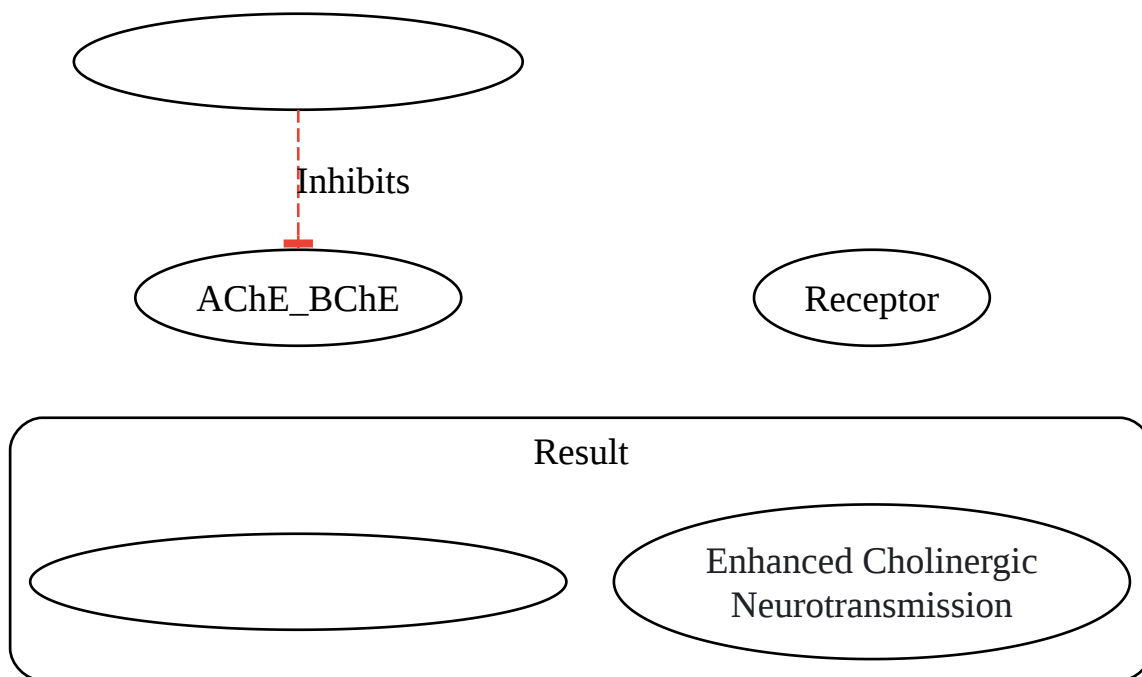 Inhibits
AChE_BChE
Receptor
Result
Enhanced Cholinergic
Neurotransmission